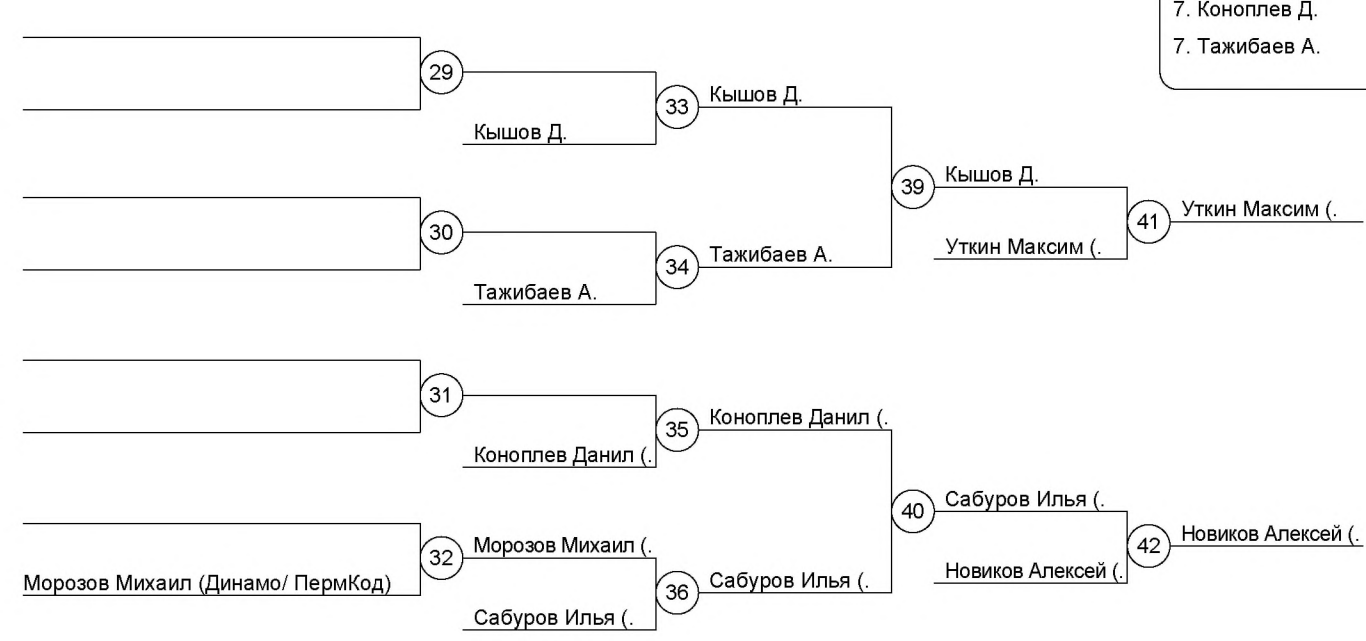 7. Коноплев Д.
7. Тажибаев А.
29
33
Кышов Д.
Кышов Д.
39
Кышов Д.
30
41
Уткин Максим (.
34
Тажибаев А.
Уткин Максим (.
Тажибаев А.
31
35
Коноплев Данил (.
Коноплев Данил (.
40
Сабуров Илья (.
32
Морозов Михаил (.
42
Новиков Алексей (.
Морозов Михаил (Динамо/ ПермКод)
36
Сабуров Илья (.
Новиков Алексей (.
Сабуров Илья (.